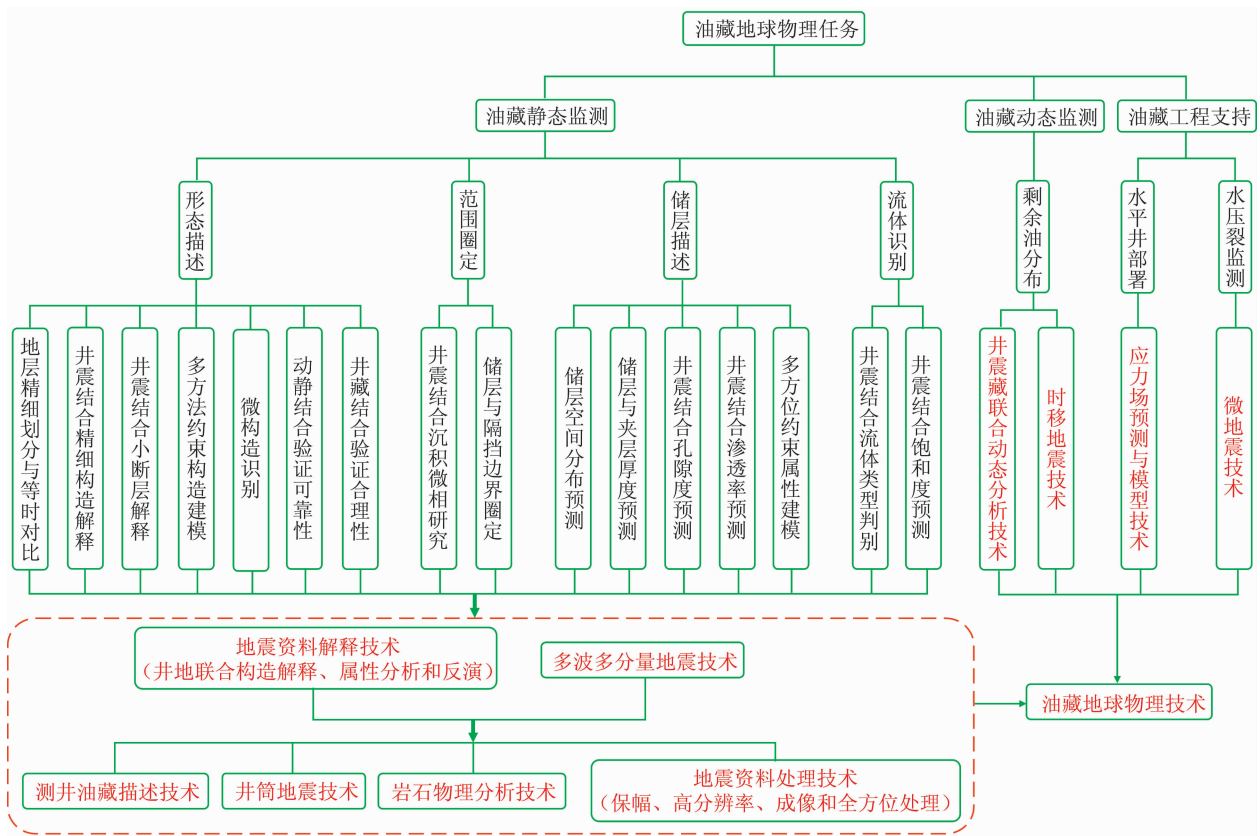 油藏地球物理任务
油藏静态监测
油藏动态监测
油藏工程支持
形态描述
范围圈定
储层描述
流体识别
剩余油分布
水平井部署
水压裂监测
地层精细划分与等时对比
井震结合精细构造解释
井震结合小断层解释
多方法约束构造建模
微构造识别
动静结合验证可靠性
井藏结合验证合理性
井震结合沉积微相研究
储层与隔挡边界圈定
储层空间分布预测
储层与夹层厚度预测
井震结合孔隙度预测
井震结合渗透率预测
多方位约束属性建模
井震结合流体类型判别
井震结合饱和度预测
井震藏联合动态分析技术
时移地震技术
应力场预测与模型技术
微地震技术
地震资料解释技术
（井地联合构造解释、属性分析和反演）
多波多分量地震技术
油藏地球物理技术
测井油藏描述技术
井筒地震技术
岩石物理分析技术
地震资料处理技术
（保幅、高分辨率、成像和全方位处理）